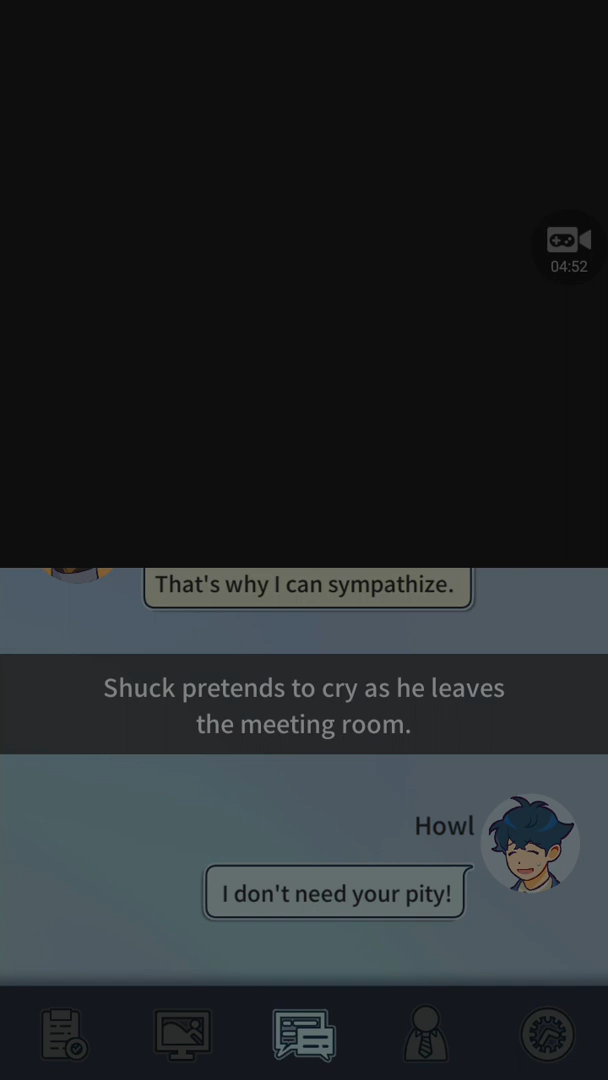 04:52
That's why I can sympathize.
Shuck pretends to cry as he leaves
the meeting room.
Howl
I don't need your pity!